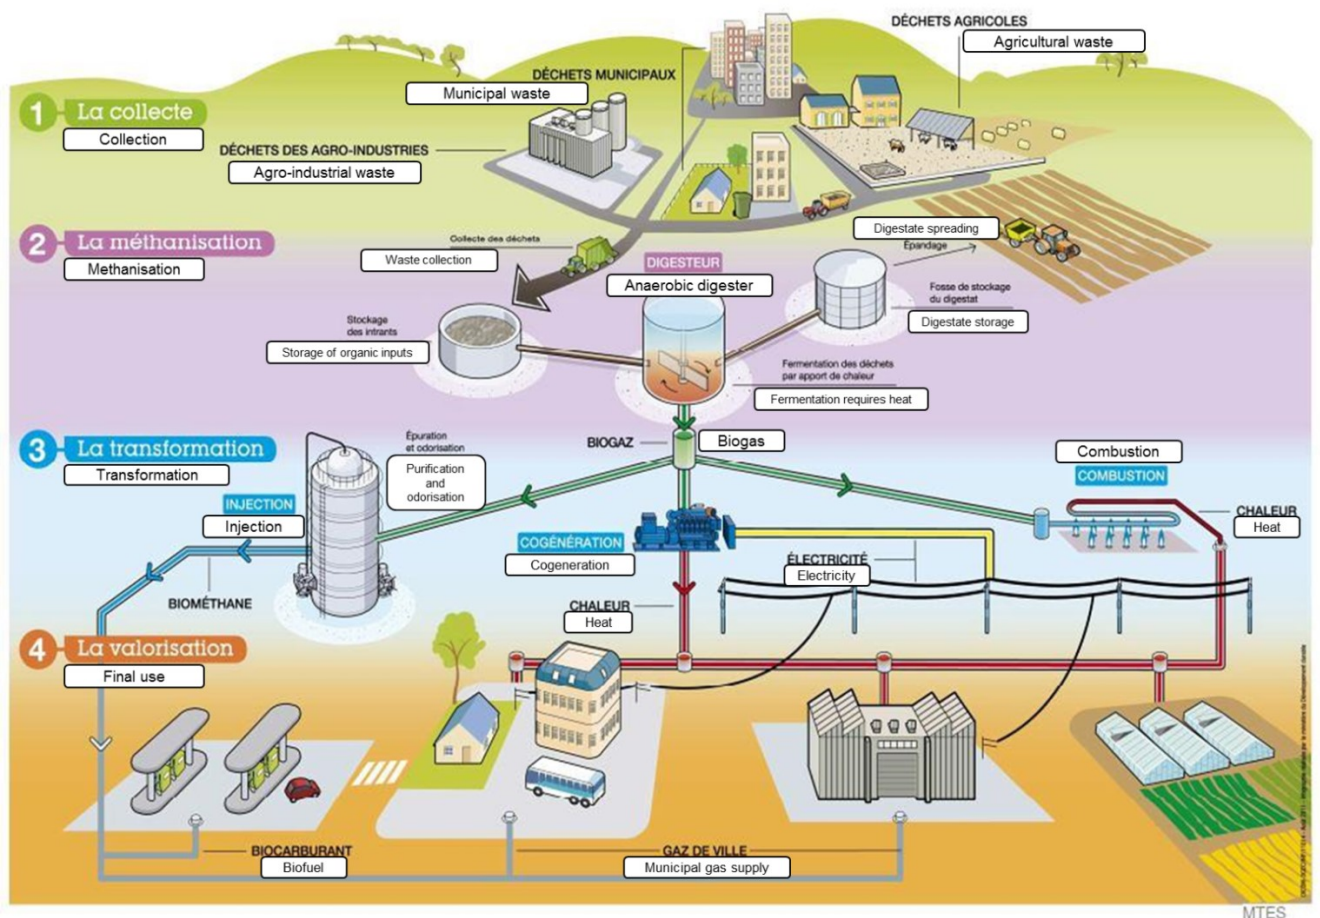 DÉCHETS AGRICOLES
Agricultural waste
DÉCHETS MUNICIPAUX
Municipal waste
1 La collecte
Collection
DÉCHETS DES AGRO-INDUSTRIES
Agro-industrial waste
2 La méthanisation
Methanisation
Collecte des déchets
Waste collection
DIGESTEUR
Anaerobic digester
Digestate spreading
Épandage
Fosse de stockage
du digestat
Digestate storage
Stockage
des intrants
Storage of organic inputs
Fermentation des déchets
par apport de chaleur
Fermentation requires heat
3 La transformation
Transformation
Épuration
et odorisation
Purification
and
odorisation
BIOGAZ
Biogas
Combustion
COMBUSTION
INJECTION
Injection
CHALEUR
Heat
COGÉNÉRATION
Cogeneration
ÉLECTRICITÉ
Electricity
BIOMÉTHANE
CHALEUR
Heat
4 La valorisation
Final use
BIOCARBURANT
Biofuel
GAZ DE VILLE
Municipal gas supply
MTES